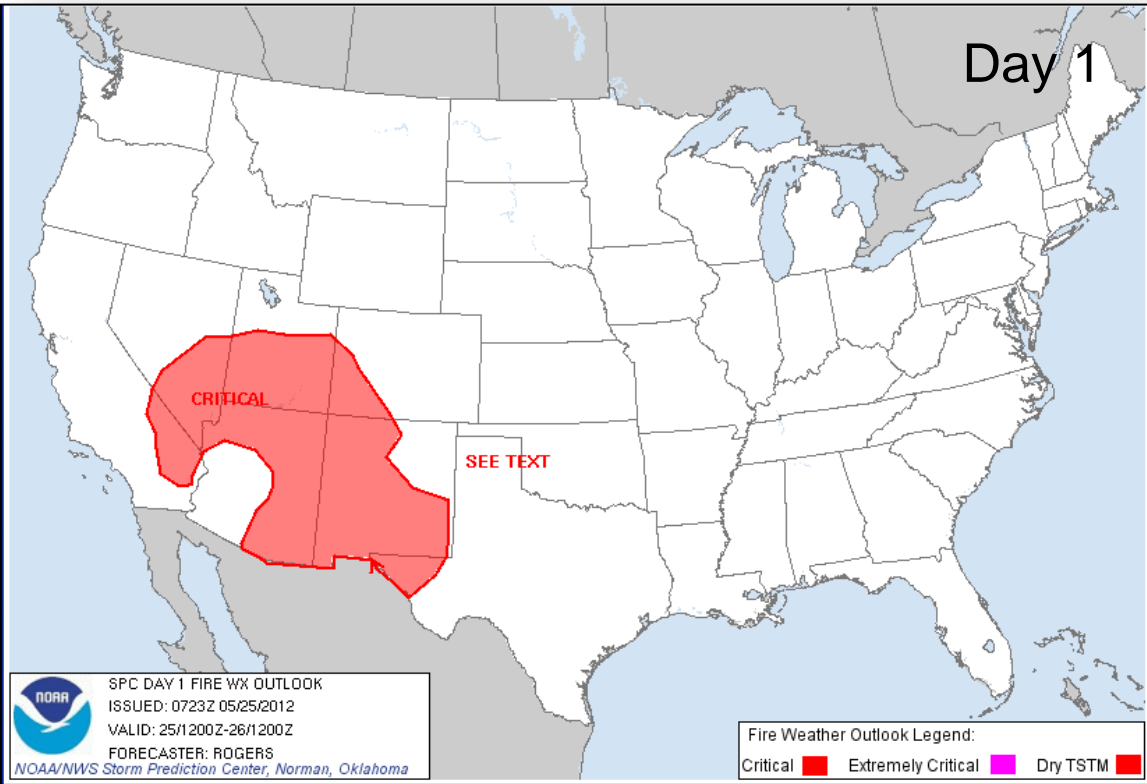 Day 1
CRITICAL
SEE TEXT
NOAA
SPC DAY 1 FIRE WX OUTLOOK
ISSUED: 0723Z 05/25/2012
VALID: 25/1200Z-26/1200Z
FORECASTER: ROGERS
NOAA/NWS Storm Prediction Center, Norman, Oklahoma
Fire Weather Outlook Legend:
Critical Extremely Critical Dry TSTM